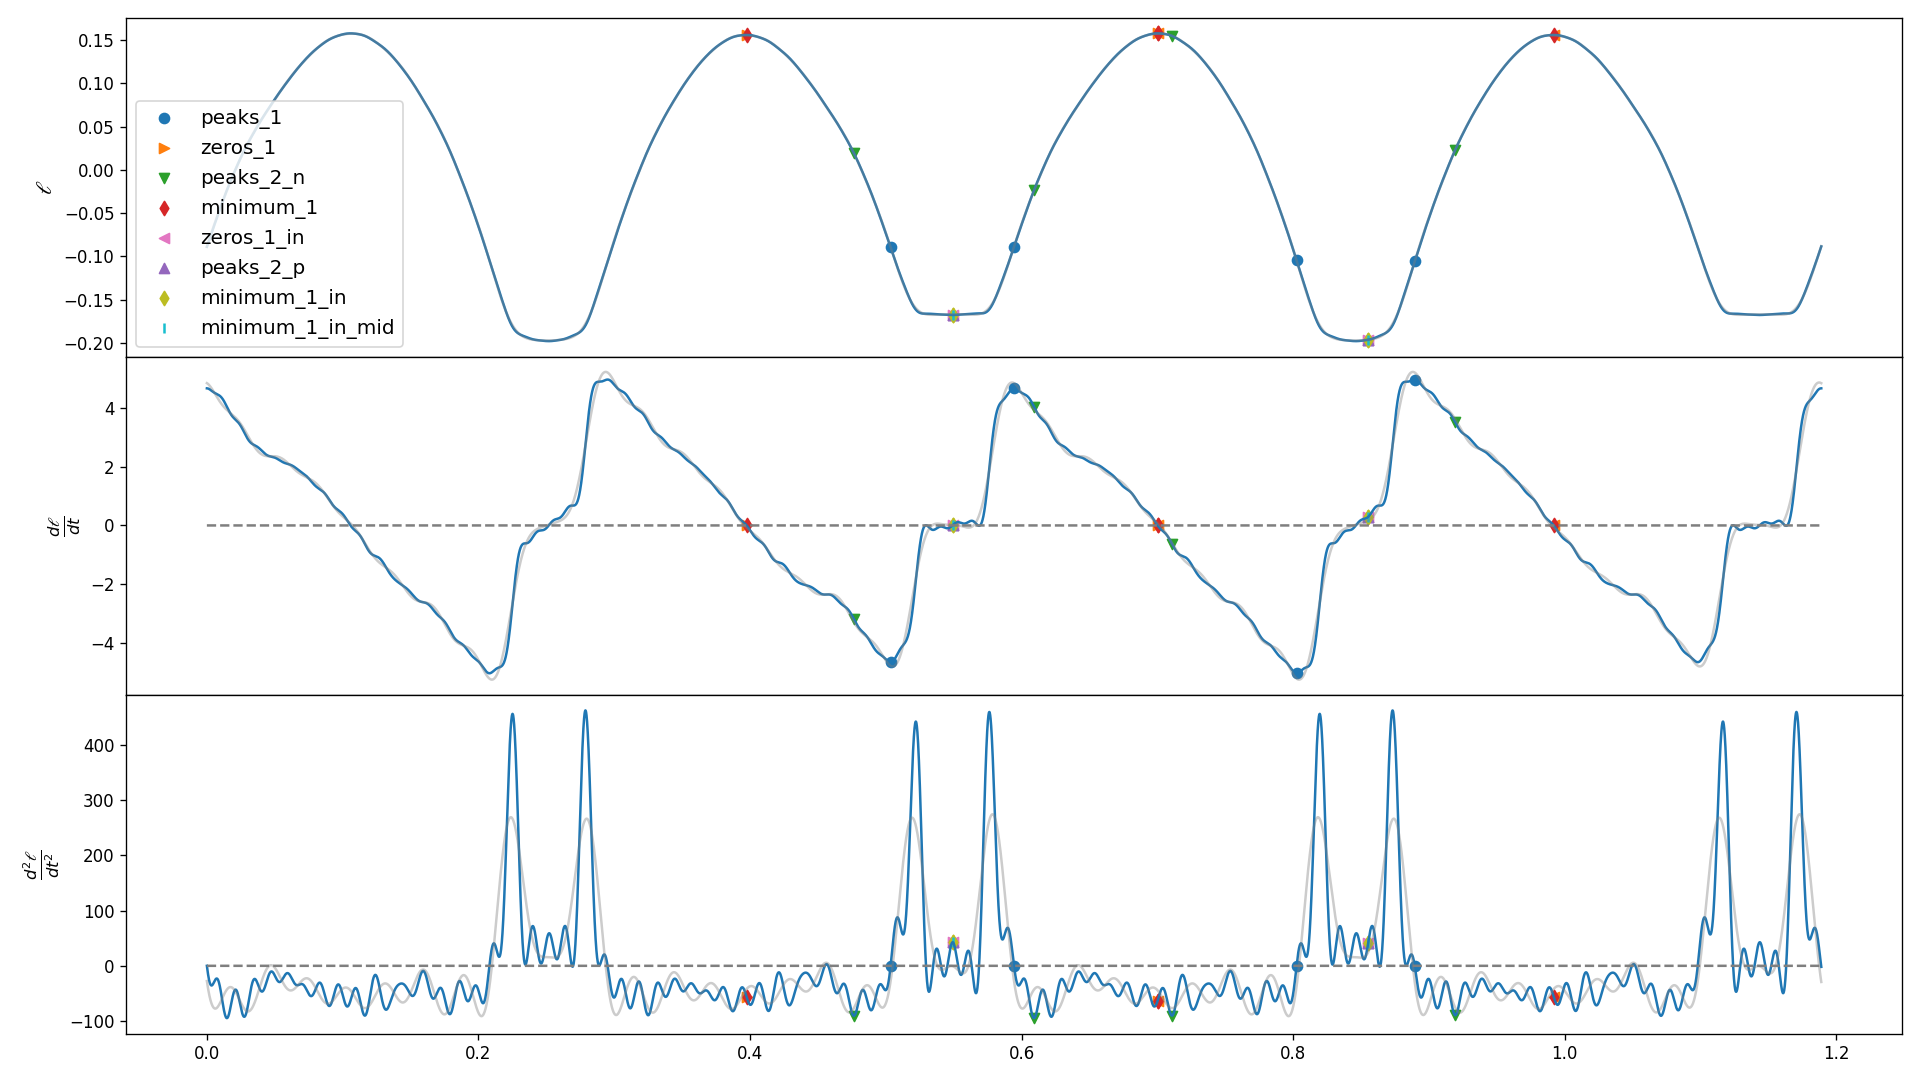 0.15
0.10
0.05
0.00
−0.05
−0.10
−0.15
−0.20
ℓ
peaks_1
zeros_1
peaks_2_n
minimum_1
zeros_1_in
peaks_2_p
minimum_1_in
minimum_1_in_mid
4
2
0
−2
−4
dℓ
dt
400
300
200
100
0
−100
d²ℓ
dt²
0.0 0.2 0.4 0.6 0.8 1.0 1.2